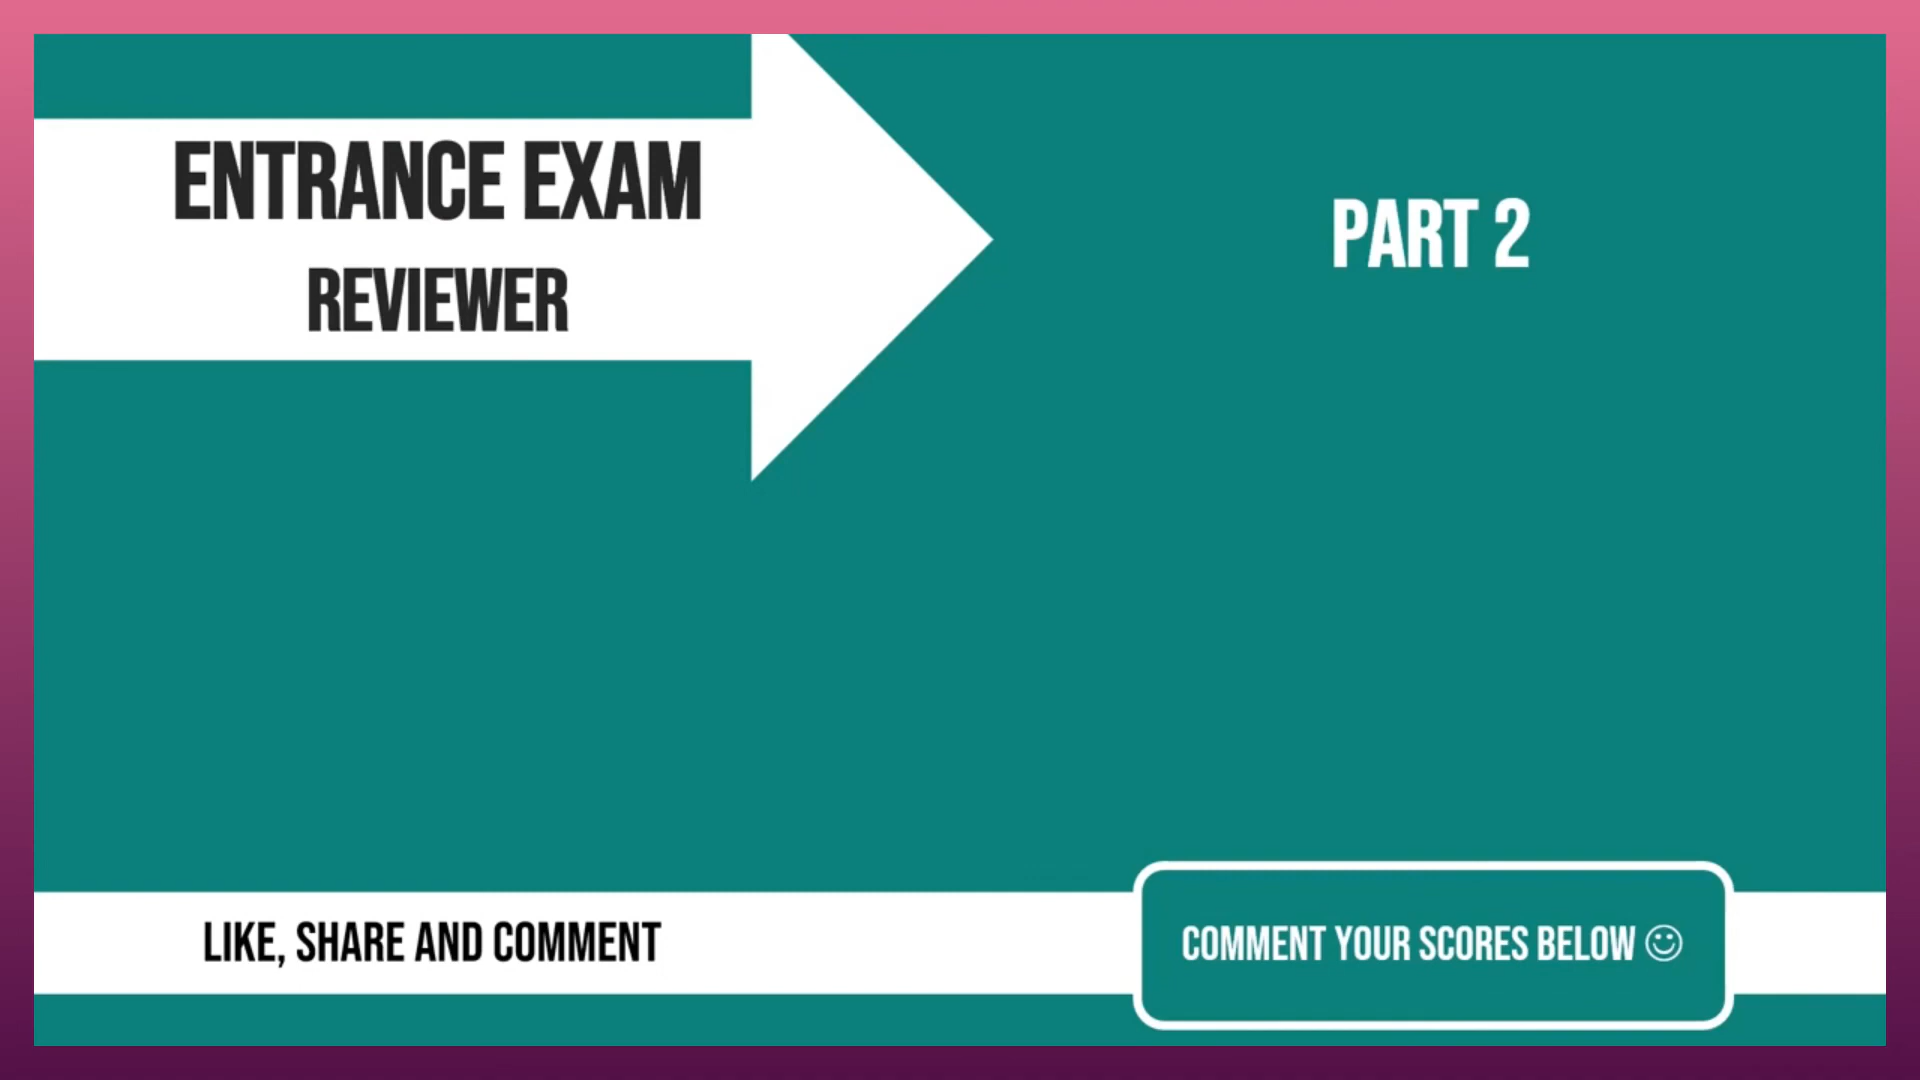 ENTRANCE EXAM
REVIEWER
PART 2
LIKE, SHARE AND COMMENT
COMMENT YOUR SCORES BELOW ☺